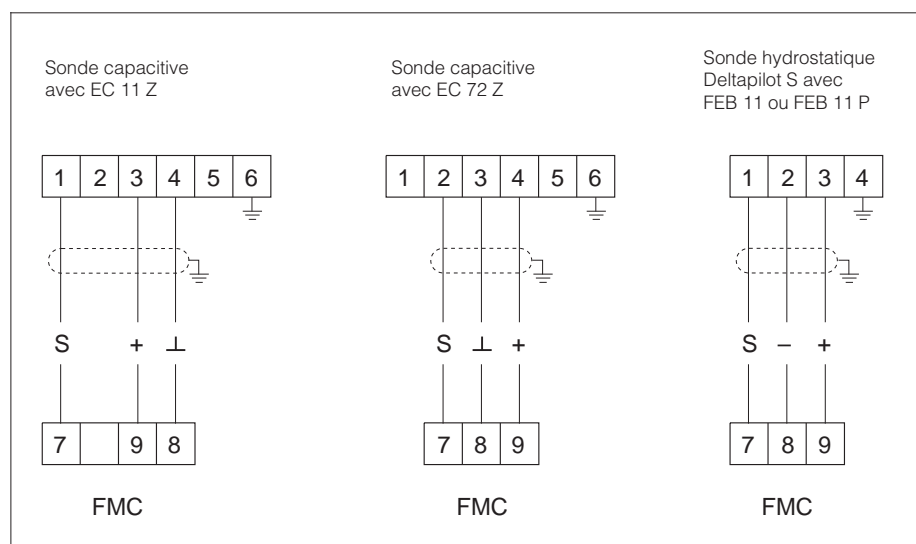 Sonde capacitive
avec EC 11 Z
1 2 3 4 5 6
S + ⊥
7 9 8
FMC
Sonde capacitive
avec EC 72 Z
1 2 3 4 5 6
S ⊥ +
7 8 9
FMC
Sonde hydrostatique
Deltapilot S avec
FEB 11 ou FEB 11 P
1 2 3 4
S – +
7 8 9
FMC